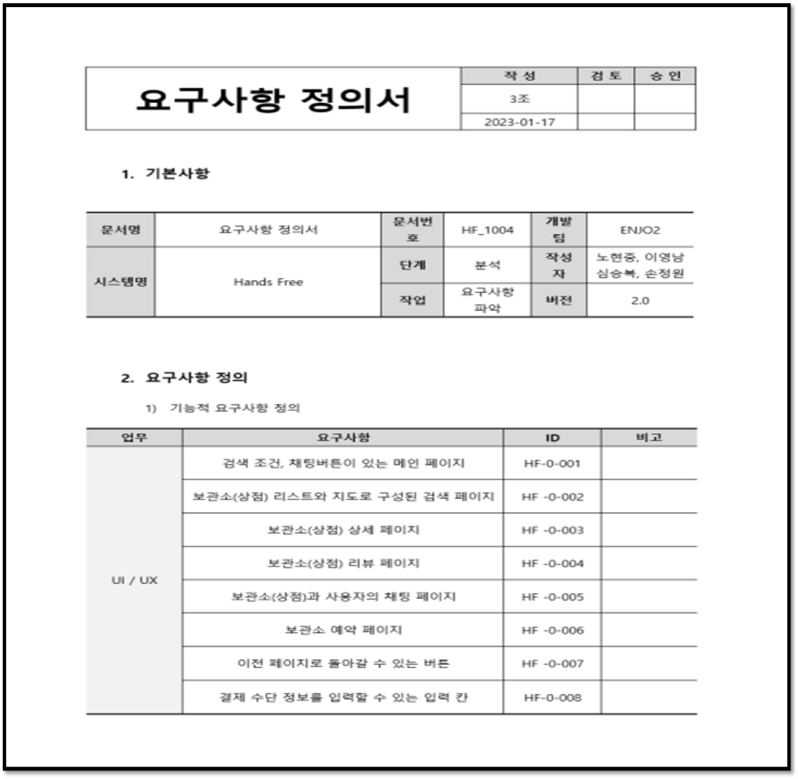 요구사항 정의서
작 성 검 토 승 인
3조
2023-01-17
1. 기본사항
문서명 요구사항 정의서 문서번호 HF_1004 개발팀 ENJO2
시스템명 Hands Free 단계 분석 작성자 노현중, 이영남
심승복, 손정원
작업 요구사항 파악 버전 2.0
2. 요구사항 정의
1) 기능적 요구사항 정의
업무 요구사항 ID 비고
UI / UX
검색 조건, 채팅버튼이 있는 메인 페이지 HF-0-001
보관소(상점) 리스트와 지도로 구성된 검색 페이지 HF -0-002
보관소(상점) 상세 페이지 HF -0-003
보관소(상점) 리뷰 페이지 HF -0-004
보관소(상점)과 사용자의 채팅 페이지 HF -0-005
보관소 예약 페이지 HF -0-006
이전 페이지로 돌아갈 수 있는 버튼 HF -0-007
결제 수단 정보를 입력할 수 있는 입력 칸 HF-0-008